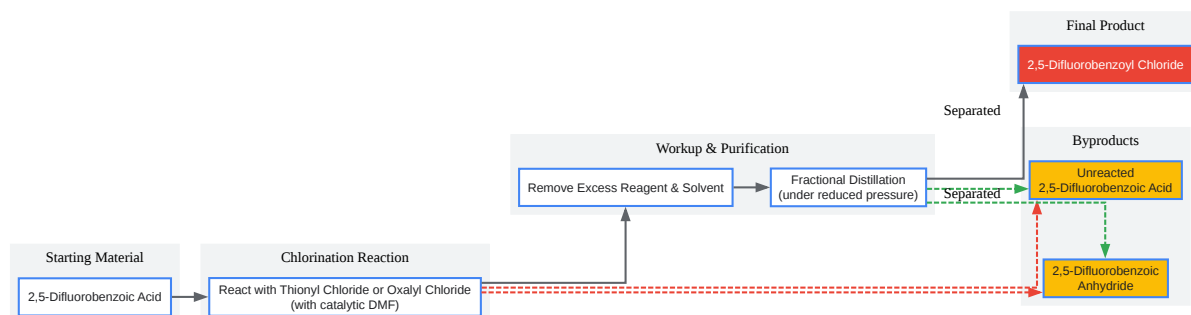 Starting Material
2,5-Difluorobenzoic Acid
Chlorination Reaction
React with Thionyl Chloride or Oxalyl Chloride
(with catalytic DMF)
Workup & Purification
Remove Excess Reagent & Solvent
Fractional Distillation
(under reduced pressure)
Separated
Separated
Final Product
2,5-Difluorobenzoyl Chloride
Byproducts
Unreacted
2,5-Difluorobenzoic Acid
2,5-Difluorobenzoic
Anhydride